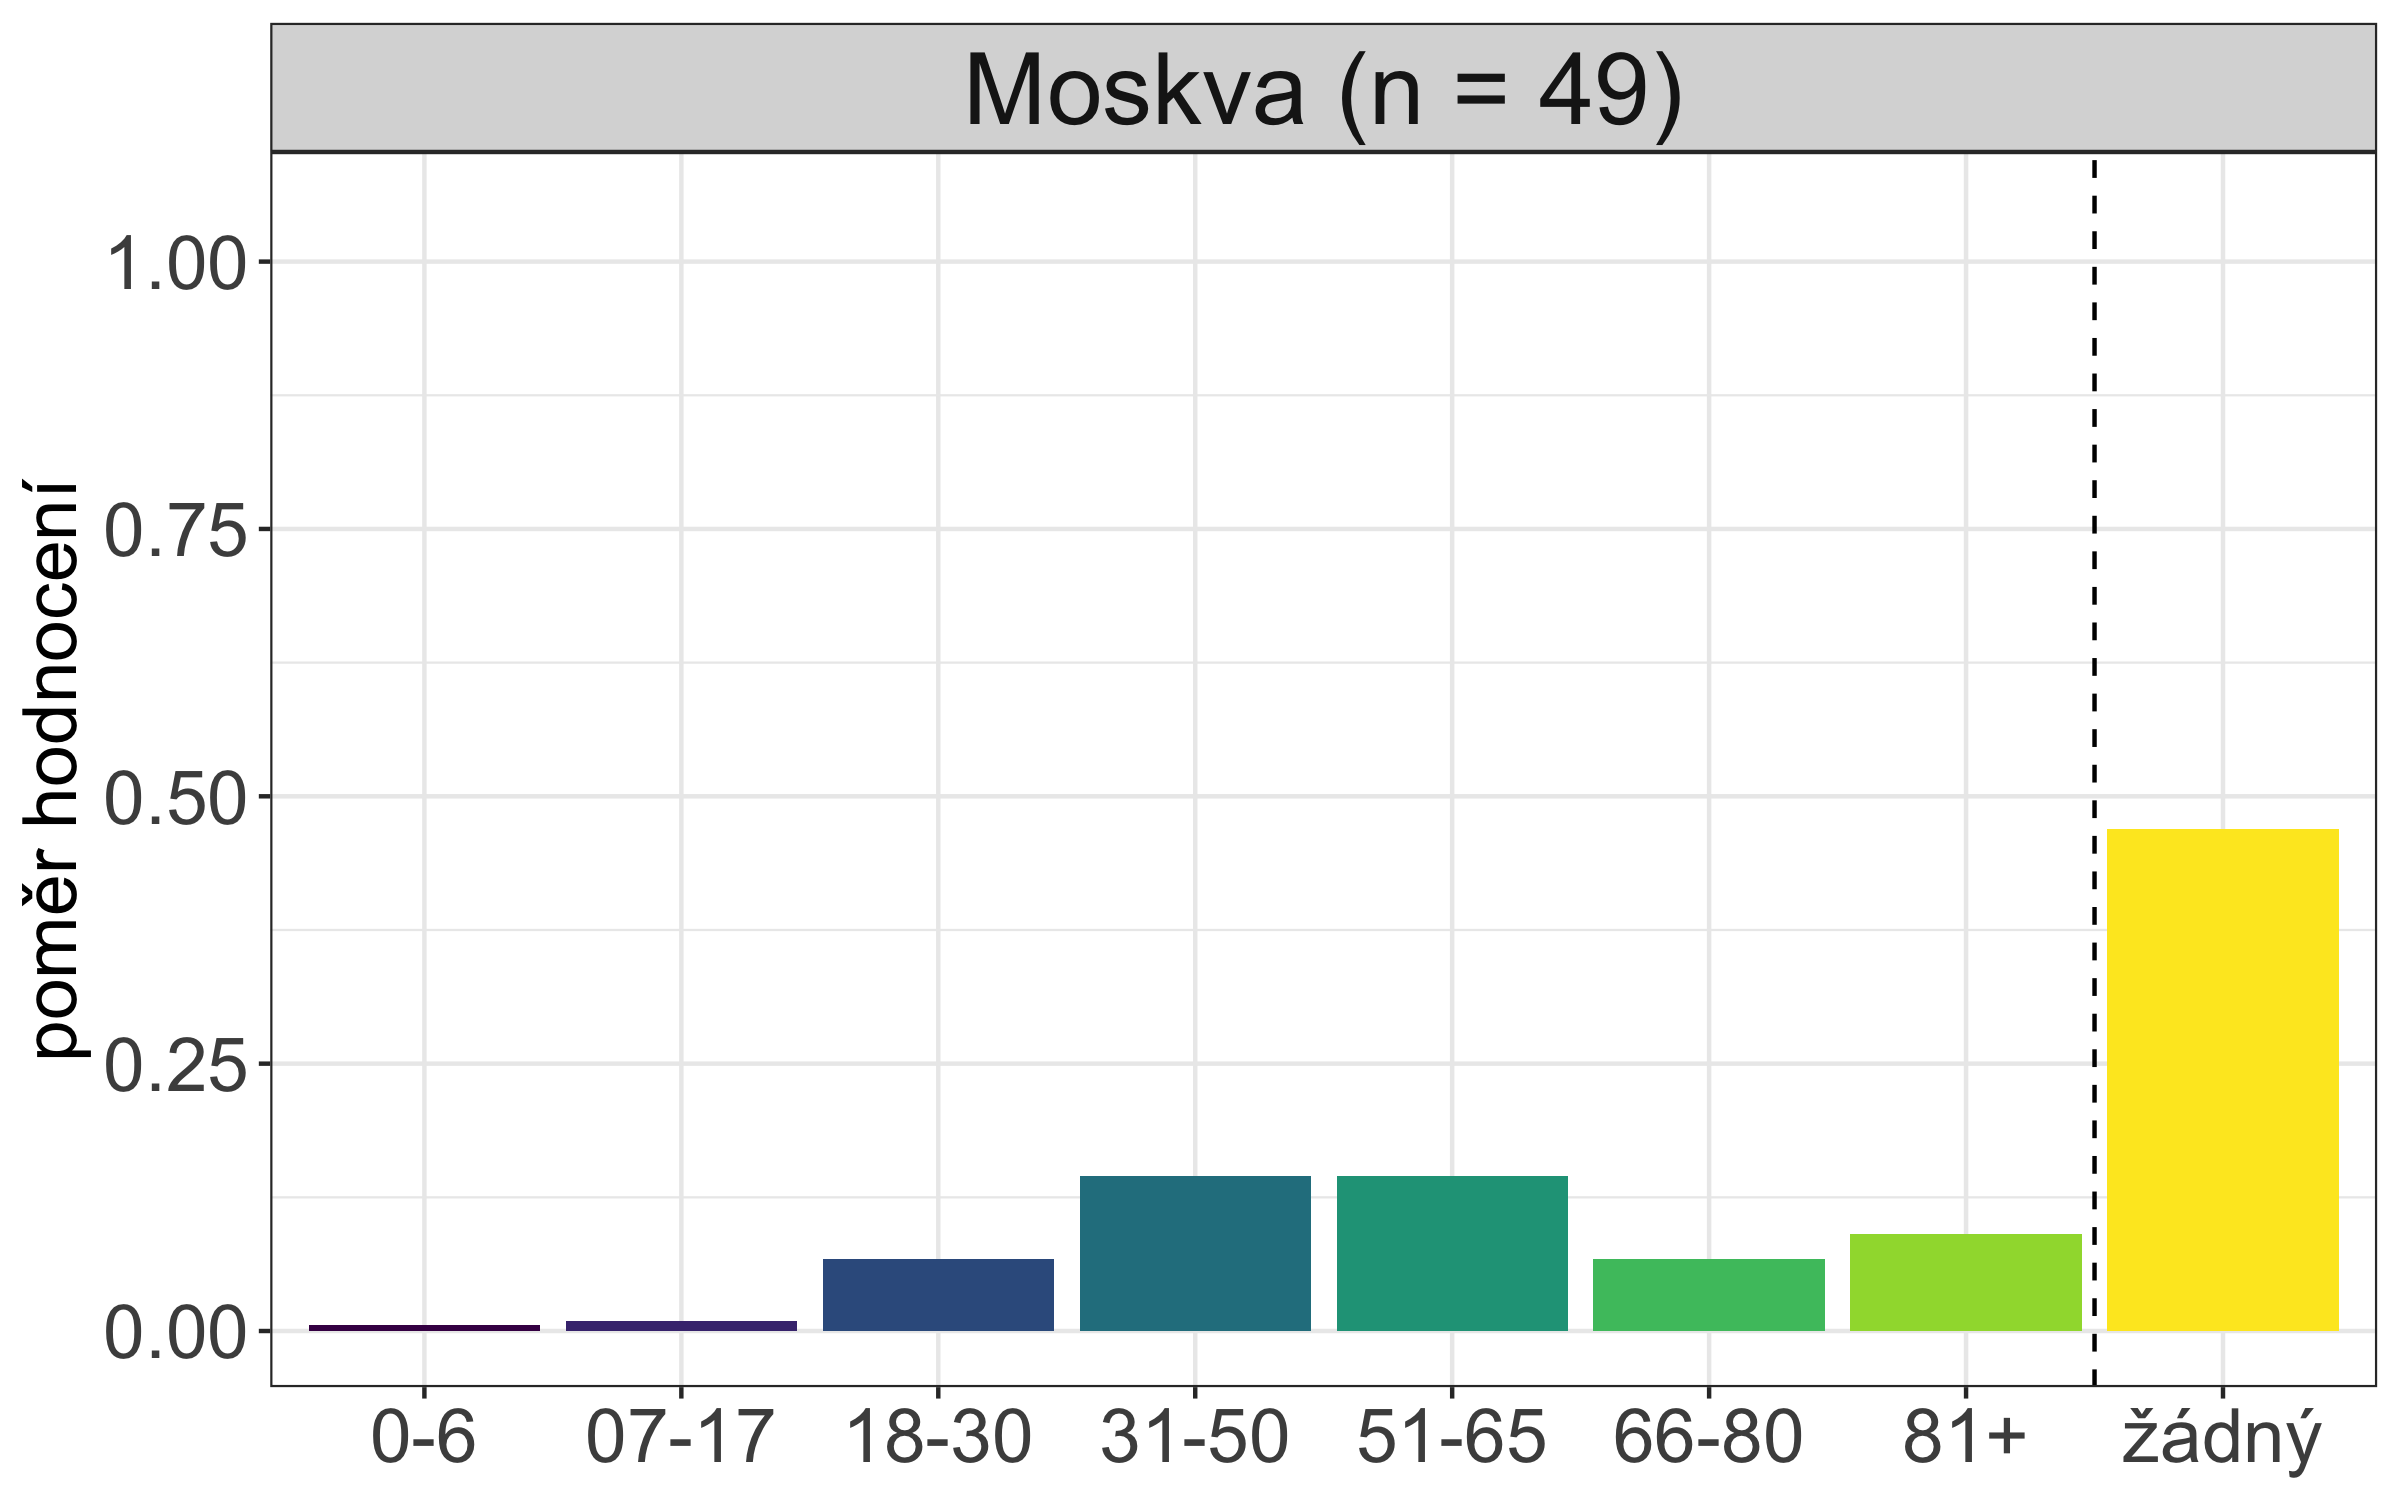 Moskva (n = 49)
poměr hodnocení
1.00
0.75
0.50
0.25
0.00
0-6 07-17 18-30 31-50 51-65 66-80 81+ žádný